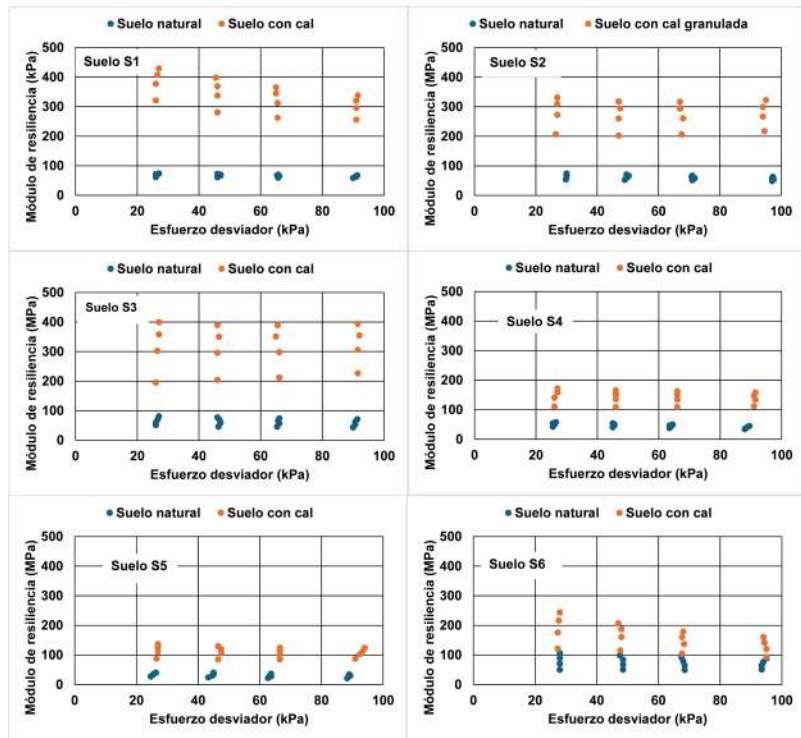 Suelo natural Suelo con cal
Suelo S1
Módulo de resiliencia (kPa)
500
400
300
200
100
0
0 20 40 60 80 100
Esfuerzo desviador (kPa)
Suelo natural Suelo con cal granulada
Suelo S2
Módulo de resiliencia (MPa)
500
400
300
200
100
0
0 20 40 60 80 100
Esfuerzo desviador (kPa)
Suelo natural Suelo con cal
Suelo S3
Módulo de resiliencia (MPa)
500
400
300
200
100
0
0 20 40 60 80 100
Esfuerzo desviador (kPa)
Suelo natural Suelo con cal
Suelo S4
Módulo de resiliencia (MPa)
500
400
300
200
100
0
0 20 40 60 80 100
Esfuerzo desviador (kPa)
Suelo natural Suelo con cal
Suelo S5
Módulo de resiliencia (MPa)
500
400
300
200
100
0
0 20 40 60 80 100
Esfuerzo desviador (kPa)
Suelo natural Suelo con cal
Suelo S6
Módulo de resiliencia (MPa)
500
400
300
200
100
0
0 20 40 60 80 100
Esfuerzo desviador (kPa)